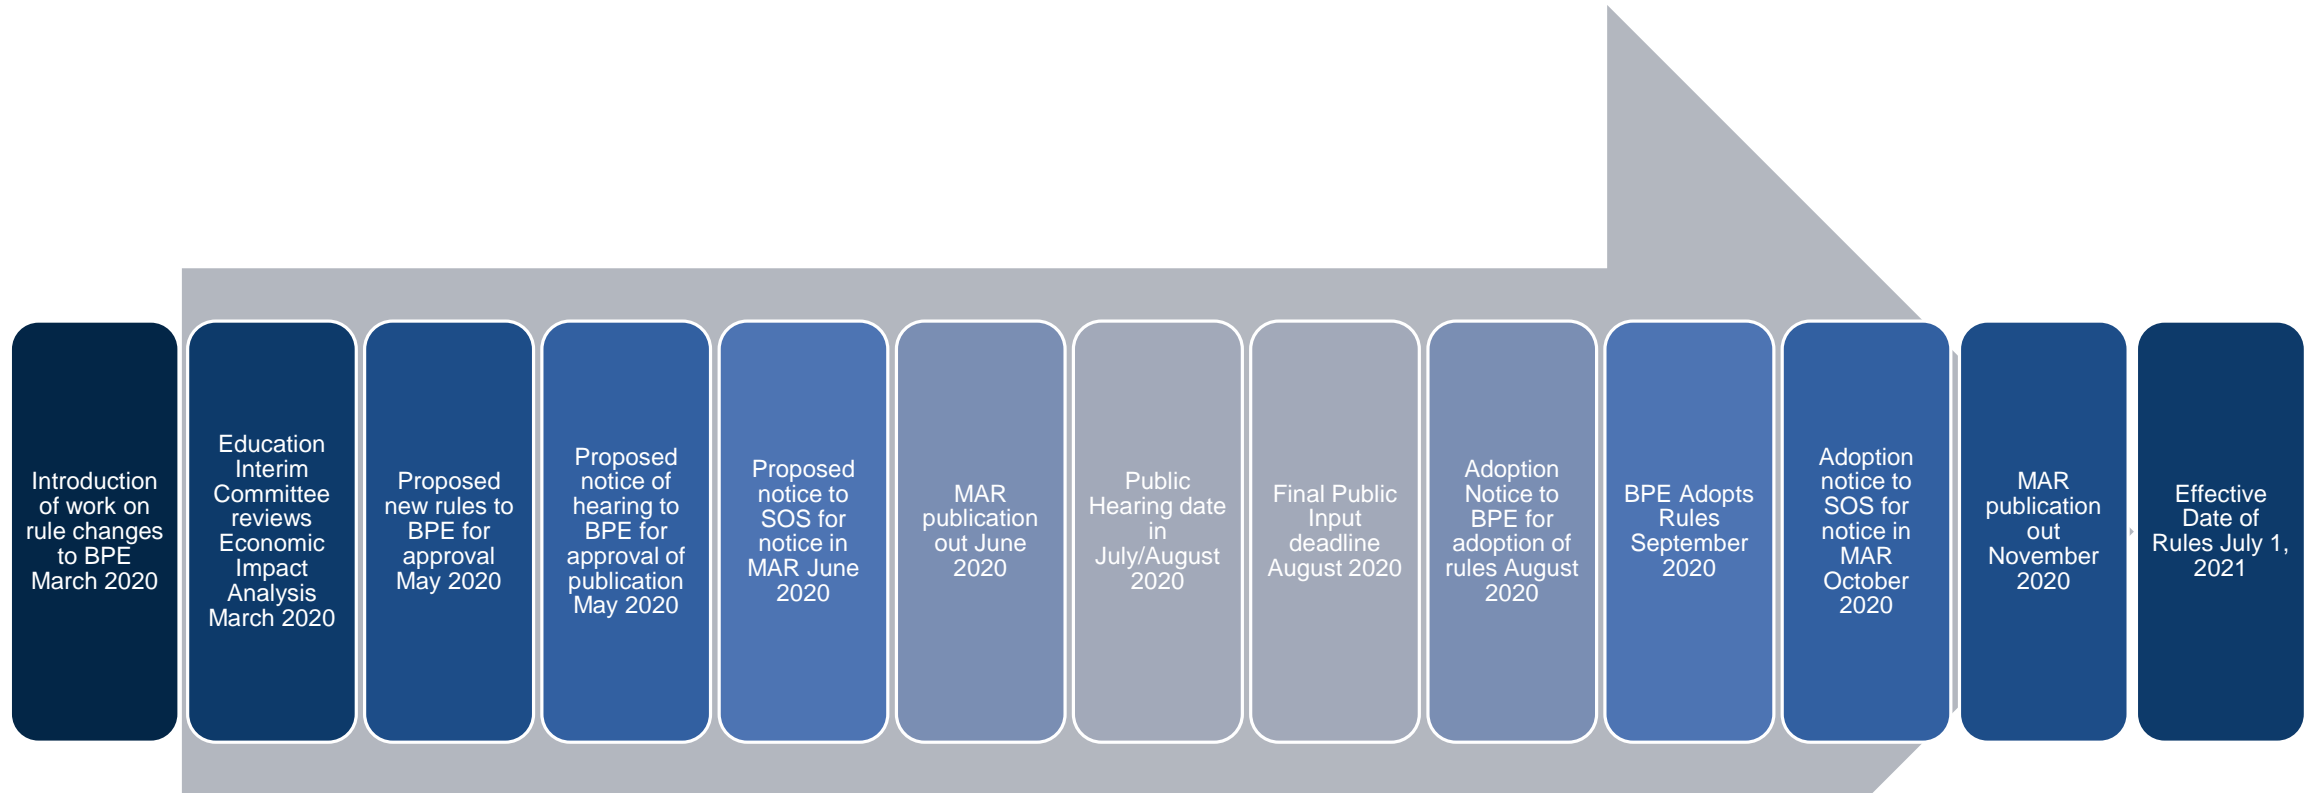 Introduction
of work on
rule changes
to BPE
March 2020
Education
Interim
Committee
reviews
Economic
Impact
Analysis
March 2020
Proposed
new rules to
BPE for
approval
May 2020
Proposed
notice of
hearing to
BPE for
approval of
publication
May 2020
Proposed
notice to
SOS for
notice in
MAR June
2020
MAR
publication
out June
2020
Public
Hearing date
in
July/August
2020
Final Public
Input
deadline
August 2020
Adoption
Notice to
BPE for
adoption of
rules August
2020
BPE Adopts
Rules
September
2020
Adoption
notice to
SOS for
notice in
MAR
October
2020
MAR
publication
out
November
2020
Effective
Date of
Rules July 1,
2021